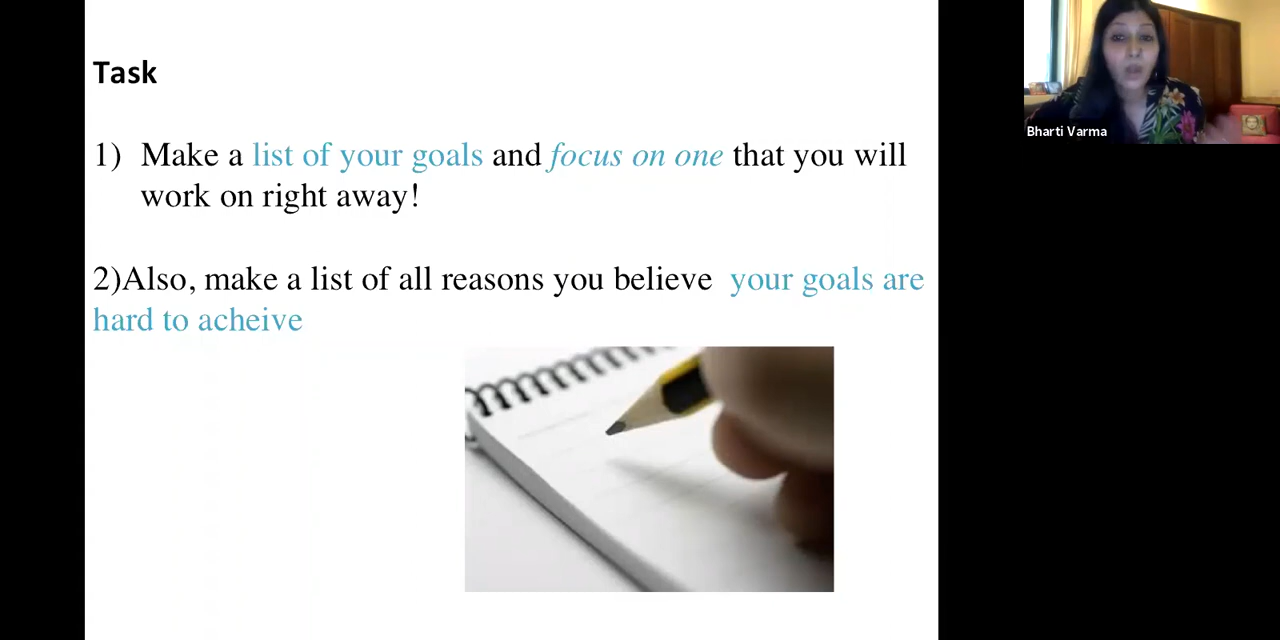 Task
1) Make a list of your goals and focus on one that you will
work on right away!
2)Also, make a list of all reasons you believe your goals are
hard to acheive
Bharti Varma